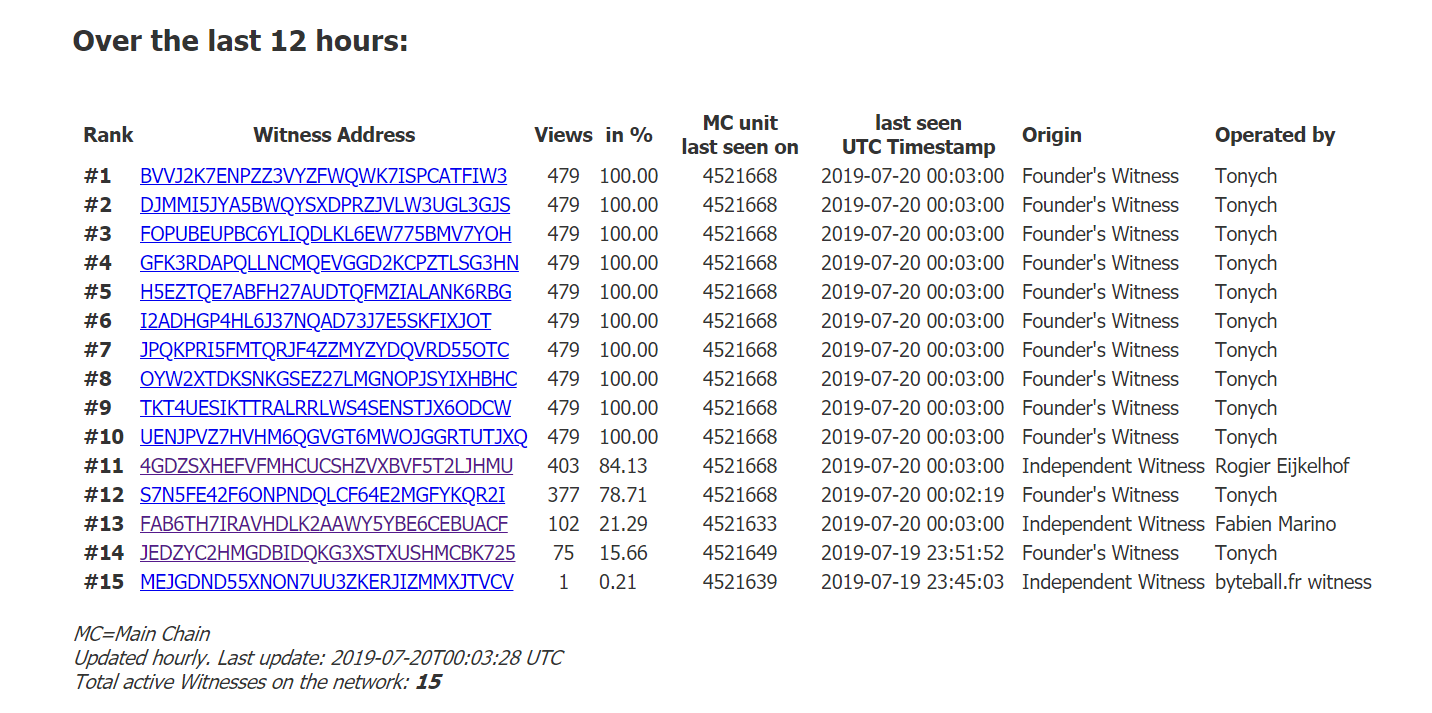 Over the last 12 hours:
Rank Witness Address Views in % MC unit last seen on last seen UTC Timestamp Origin Operated by
#1 BVVJ2K7ENPZZ3VYZFWQWK7ISPCATFIW3 479 100.00 4521668 2019-07-20 00:03:00 Founder's Witness Tonych
#2 DJMMI5JYA5BWQYSXDPRZJVLW3UGL3GJS 479 100.00 4521668 2019-07-20 00:03:00 Founder's Witness Tonych
#3 FOPUBEUPBC6YLIQDLKL6EW775BMV7YOH 479 100.00 4521668 2019-07-20 00:03:00 Founder's Witness Tonych
#4 GFK3RDAPQLLNCMQEVGGD2KCPZTLSG3HN 479 100.00 4521668 2019-07-20 00:03:00 Founder's Witness Tonych
#5 H5EZTQE7ABFH27AUDTQFMZIALANK6RBG 479 100.00 4521668 2019-07-20 00:03:00 Founder's Witness Tonych
#6 I2ADHGP4HL6J37NQAD73J7E5SKFIXJOT 479 100.00 4521668 2019-07-20 00:03:00 Founder's Witness Tonych
#7 JPQKPRI5FMTQRJF4ZZMYZYDQVRD55OTC 479 100.00 4521668 2019-07-20 00:03:00 Founder's Witness Tonych
#8 OYW2XTDKSNKGSEZ27LMGNOPJSYIXHBHC 479 100.00 4521668 2019-07-20 00:03:00 Founder's Witness Tonych
#9 TKT4UESIKTTRALRRLWS4SENSTJX6ODCW 479 100.00 4521668 2019-07-20 00:03:00 Founder's Witness Tonych
#10 UENJPVZ7HVHM6QGVGT6MWOJGGRTUTJXQ 479 100.00 4521668 2019-07-20 00:03:00 Founder's Witness Tonych
#11 4GDZSXHEFVFMHCUCSHZVXBVF5T2LJHMU 403 84.13 4521668 2019-07-20 00:03:00 Independent Witness Rogier Eijkelhof
#12 S7N5FE42F6ONPNDQLCF64E2MGFYKQR2I 377 78.71 4521668 2019-07-20 00:02:19 Founder's Witness Tonych
#13 FAB6TH7IRAVHDLK2AAWY5YBE6CEBUACF 102 21.29 4521633 2019-07-20 00:03:00 Independent Witness Fabien Marino
#14 JEDZYC2HMGDBIDQKG3XSTXUSHMCBK725 75 15.66 4521649 2019-07-19 23:51:52 Founder's Witness Tonych
#15 MEJGDND55XNON7UU3ZKERJIZMMXJTVCV 1 0.21 4521639 2019-07-19 23:45:03 Independent Witness byteball.fr witness
MC=Main Chain
Updated hourly. Last update: 2019-07-20T00:03:28 UTC
Total active Witnesses on the network: 15